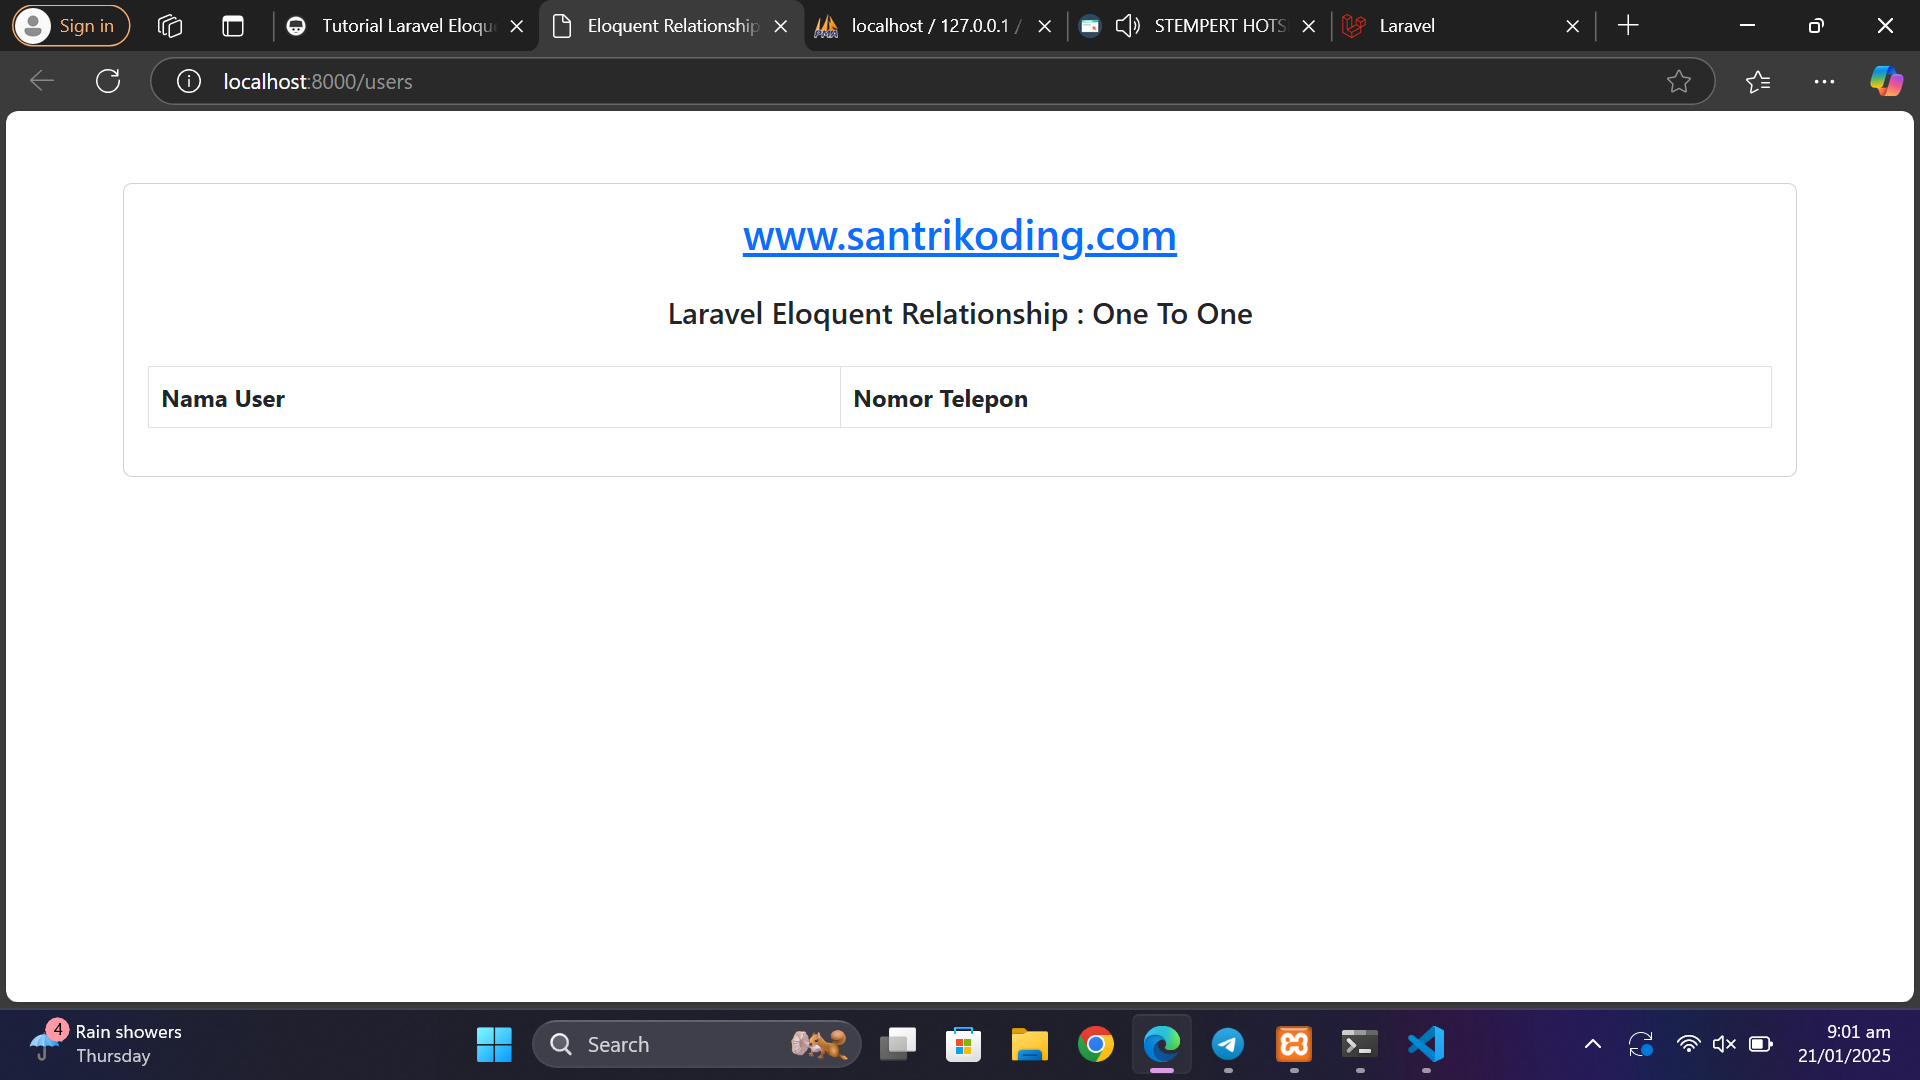 Sign in
Tutorial Laravel Eloque
Eloquent Relationship
localhost / 127.0.0.1 /
STEMPERT HOTS
Laravel
localhost:8000/users
www.santrikoding.com
Laravel Eloquent Relationship : One To One
Nama User
Nomor Telepon
4
Rain showers
Thursday
Search
9:01 am
21/01/2025